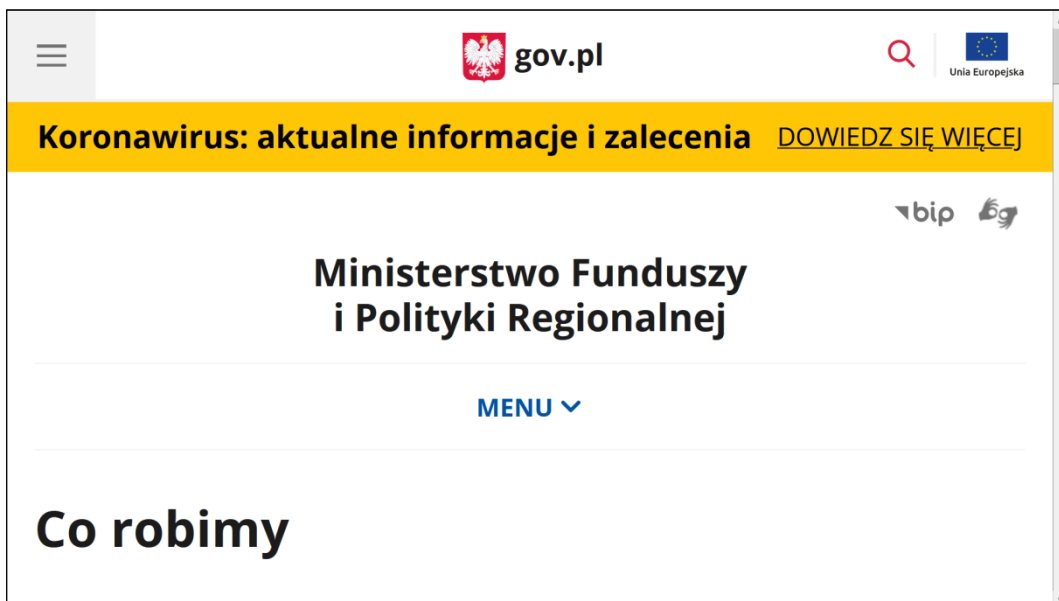 gov.pl
Unia Europejska
Koronawirus: aktualne informacje i zalecenia DOWIEDZ SIĘ WIĘCEJ
bip
Ministerstwo Funduszy
i Polityki Regionalnej
MENU
Co robimy